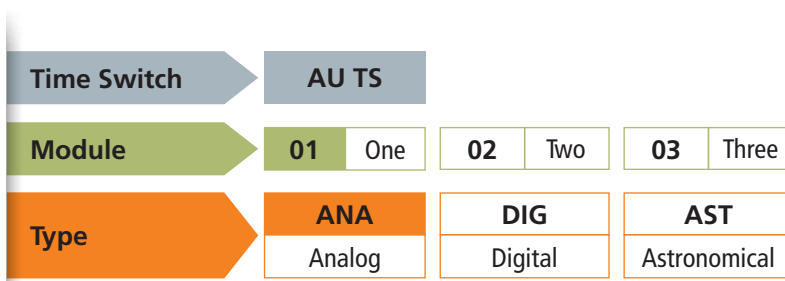 Time Switch AU TS
Module 01 One 02 Two 03 Three
Type ANA DIG AST
Analog Digital Astronomical